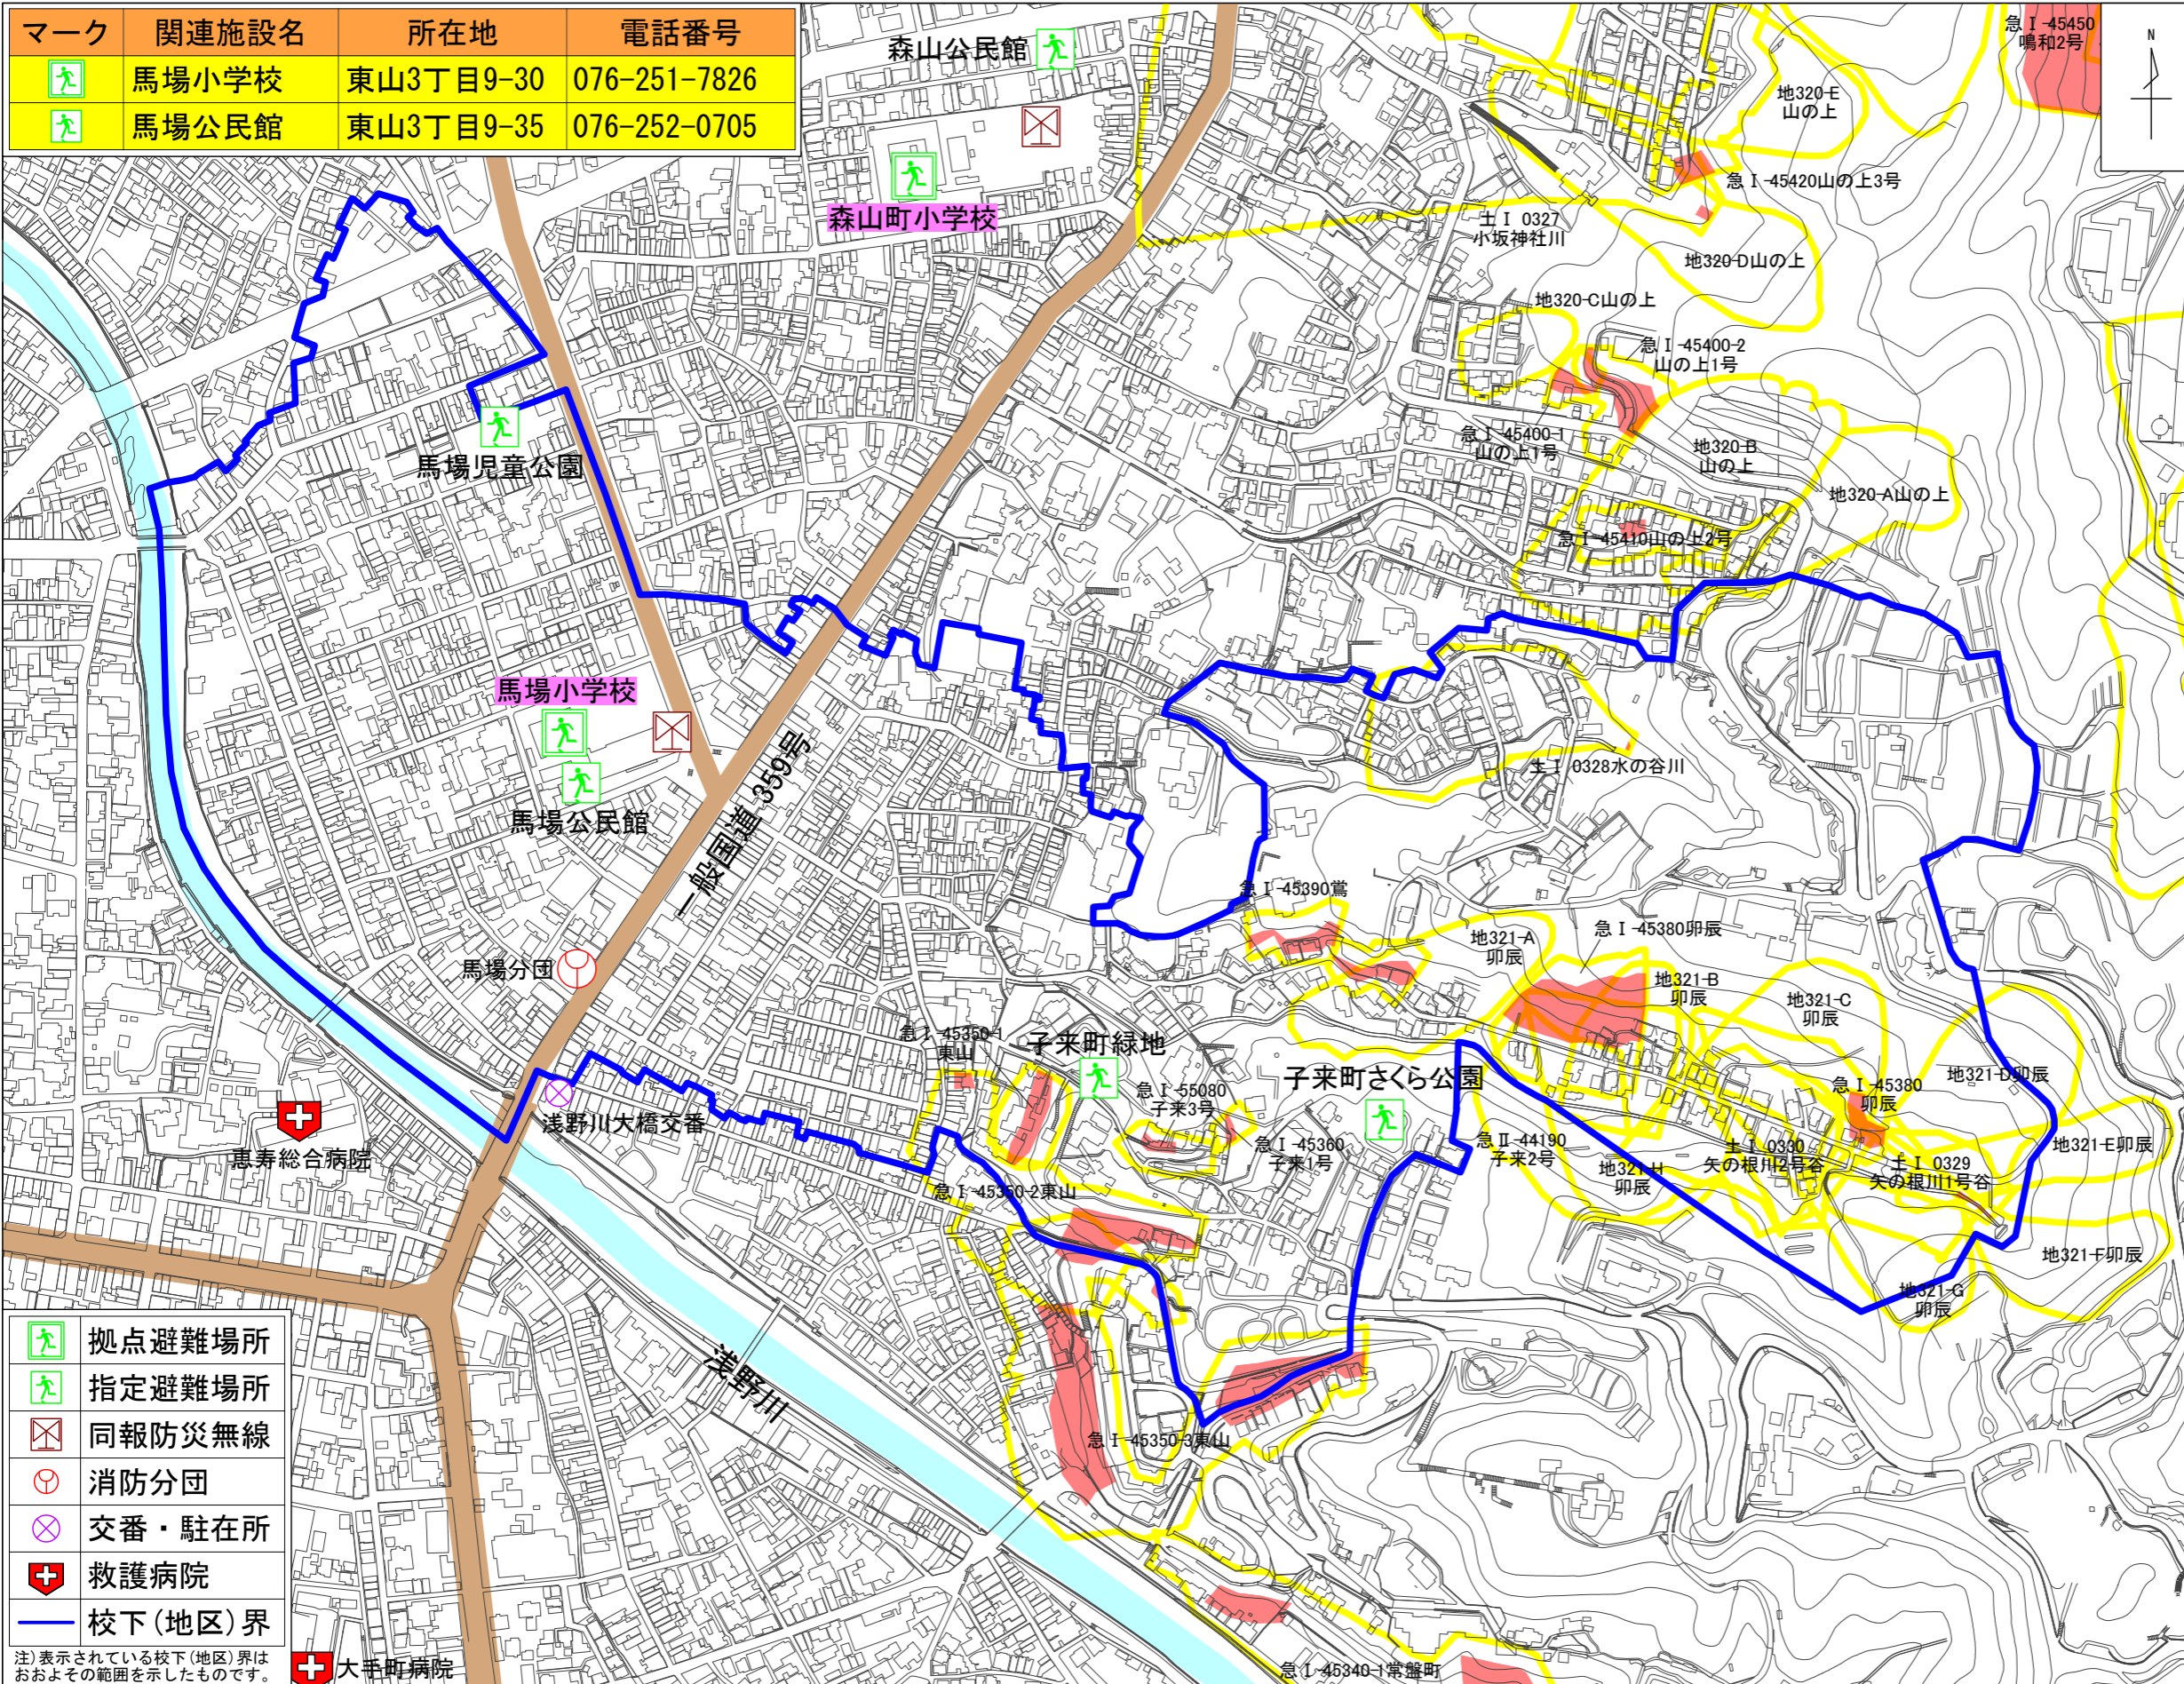 マーク 関連施設名 所在地 電話番号
馬場小学校 東山3丁目9-30 076-251-7826
馬場公民館 東山3丁目9-35 076-252-0705
森山公民館
森山町小学校
急Ⅰ-45450
鳴和2号
N
地320-E
山の上
急Ⅰ-45420山の上3号
土Ⅰ 0327
小坂神社川
地320-D山の上
地320-C山の上
急Ⅰ-45400-2
山の上1号
急Ⅰ-45400-1
山の上1号
地320-B
山の上
地320-A山の上
急Ⅰ-45410山の上2号
馬場児童公園
馬場小学校
馬場公民館
一般国道 359号
土Ⅰ 0328水の谷川
急Ⅰ-45390鶯
地321-A
卯辰
急Ⅰ-45380卯辰
地321-B
卯辰
地321-C
卯辰
馬場分団
急Ⅰ-45350-1
東山
子来町緑地
急Ⅰ-55080
子来3号
子来町さくら公園
急Ⅰ-45380
卯辰
地321-D卯辰
浅野川大橋交番
恵寿総合病院
急Ⅰ-45360
子来1号
急Ⅱ-44190
子来2号
地321-H
卯辰
土Ⅰ 0330
矢の根川2号谷
土Ⅰ 0329
矢の根川1号谷
地321-E卯辰
急Ⅰ-45350-2東山
地321-F卯辰
地321-G
卯辰
浅野川
急Ⅰ-45350-3東山
急Ⅰ-45340-1常盤町
拠点避難場所
指定避難場所
同報防災無線
消防分団
交番・駐在所
救護病院
校下(地区)界
注)表示されている校下(地区)界は
おおよその範囲を示したものです。
大手町病院